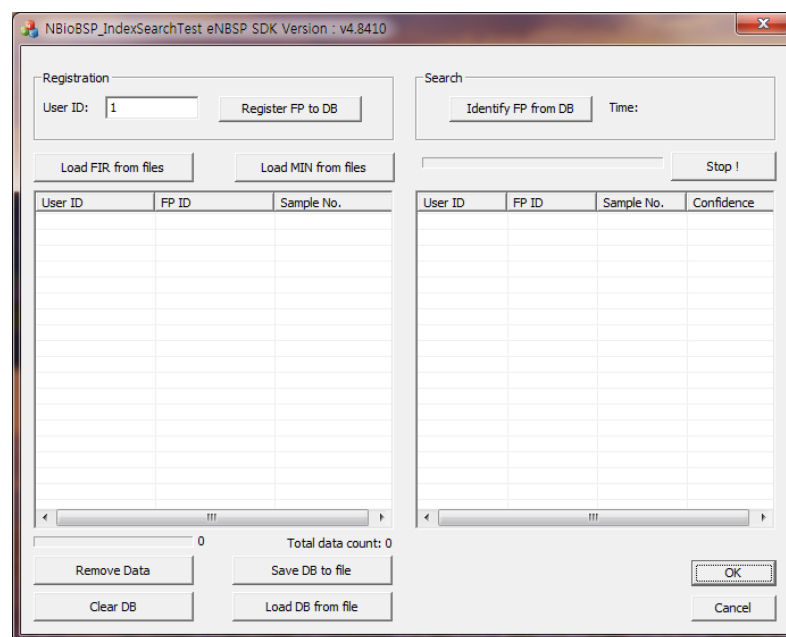 NBioBSP_IndexSearchTest eNBSP SDK Version : v4.8410
Registration
User ID: 1 Register FP to DB
Load FIR from files Load MIN from files
User ID FP ID Sample No.
0 Total data count: 0
Remove Data Save DB to file
Clear DB Load DB from file
Search
Identify FP from DB Time:
Stop !
User ID FP ID Sample No. Confidence
OK
Cancel